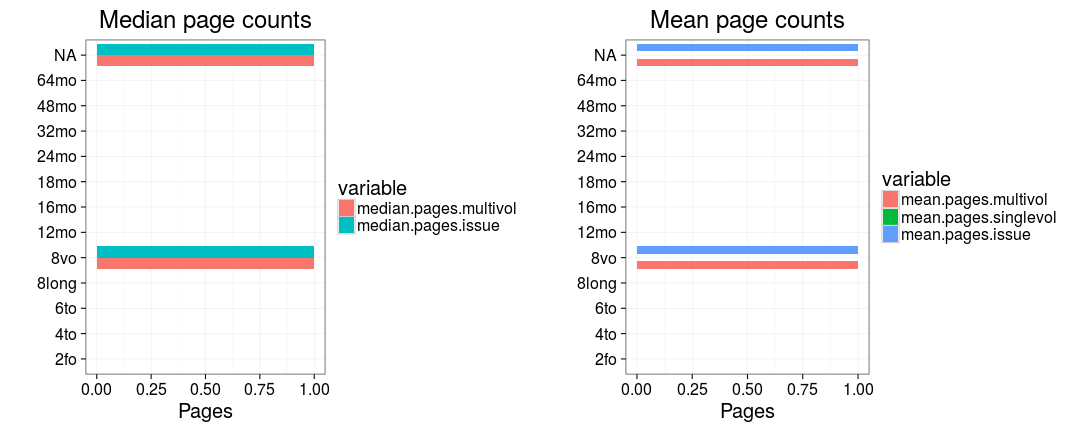 Median page counts
NA
64mo
48mo
32mo
24mo
18mo
16mo
12mo
8vo
8long
6to
4to
2fo
0.00 0.25 0.50 0.75 1.00
Pages
variable
median.pages.multivol
median.pages.issue
Mean page counts
NA
64mo
48mo
32mo
24mo
18mo
16mo
12mo
8vo
8long
6to
4to
2fo
0.00 0.25 0.50 0.75 1.00
Pages
variable
mean.pages.multivol
mean.pages.singlevol
mean.pages.issue